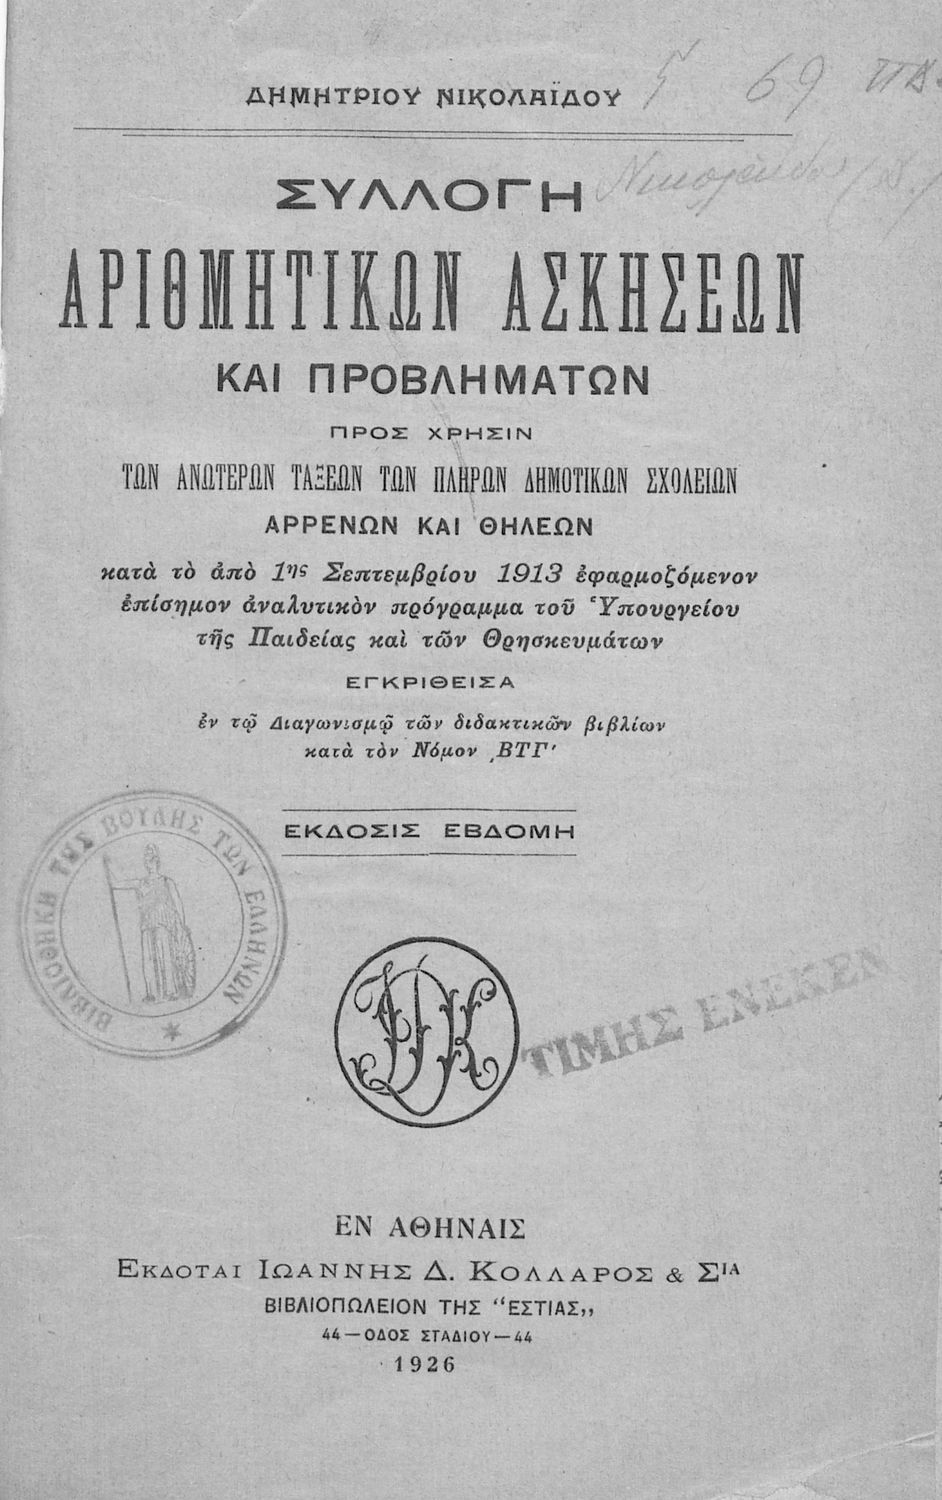 ΔΗΜΗΤΡΙΟΥ ΝΙΚΟΛΑΪΔΟΥ
69
ΣΥΛΛΟΓΗ
ΑΡΙΘΜΗΤΙΚΩΝ ΑΣΚΗΣΕΩΝ
ΚΑΙ ΠΡΟΒΛΗΜΑΤΩΝ
ΠΡΟΣ ΧΡΗΣΙΝ
ΤΩΝ ΑΝΩΤΕΡΩΝ ΤΑΞΕΩΝ ΤΩΝ ΠΛΗΡΩΝ ΔΗΜΟΤΙΚΩΝ ΣΧΟΛΕΙΩΝ
ΑΡΡΕΝΩΝ ΚΑΙ ΘΗΛΕΩΝ
κατὰ τὸ ἀπὸ 1ης Σεπτεμβρίου 1913 ἐφαρμοζόμενον
ἐπίσημον ἀναλυτικὸν πρόγραμμα τοῦ Ὑπουργείου
τῆς Παιδείας καὶ τῶν Θρησκευμάτων
ΕΓΚΡΙΘΕΙΣΑ
ἐν τῷ Διαγωνισμῷ τῶν διδακτικῶν βιβλίων
κατὰ τὸν Νόμον ͵ΒΤΓ'
ΕΚΔΟΣΙΣ ΕΒΔΟΜΗ
ΒΙΒΛΙΟΘΗΚΗ ΤΗΣ ΒΟΥΛΗΣ ΤΩΝ ΕΛΛΗΝΩΝ
ΤΙΜΗΣ ΕΝΕΚΕΝ
ΕΝ ΑΘΗΝΑΙΣ
ΕΚΔΟΤΑΙ ΙΩΑΝΝΗΣ Δ. ΚΟΛΛΑΡΟΣ & ΣΙΑ
ΒΙΒΛΙΟΠΩΛΕΙΟΝ ΤΗΣ "ΕΣΤΙΑΣ,,
44—ΟΔΟΣ ΣΤΑΔΙΟΥ—44
1926